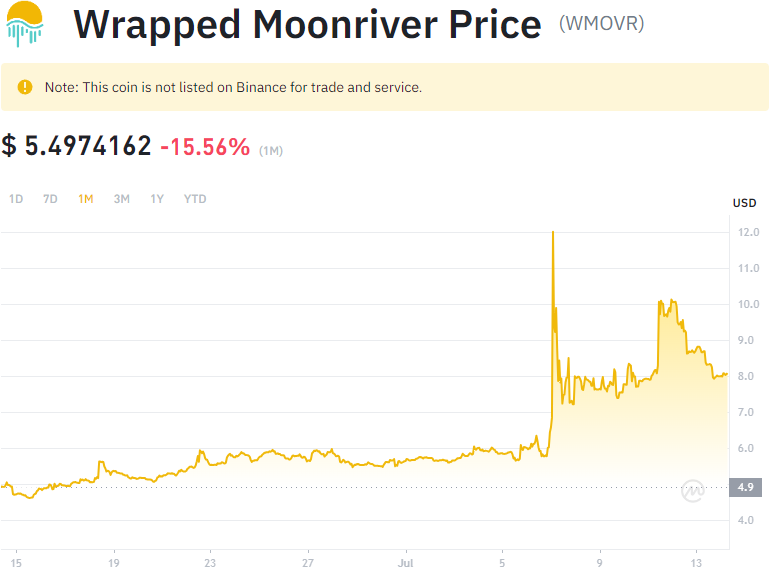 Wrapped Moonriver Price (WMOVR)
Note: This coin is not listed on Binance for trade and service.
$ 5.4974162 -15.56% (1M)
1D 7D 1M 3M 1Y YTD
USD
12.0
11.0
10.0
9.0
8.0
7.0
6.0
4.9
4.0
15 19 23 27 Jul 5 9 13